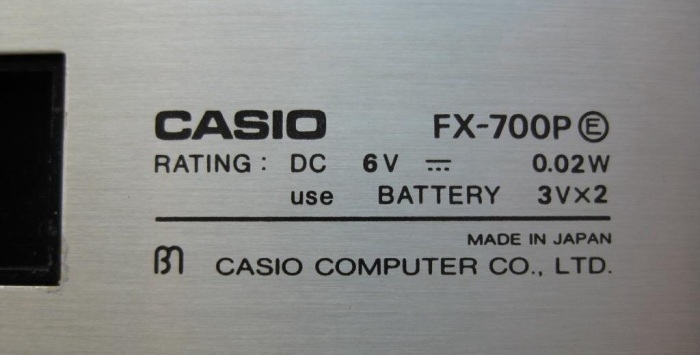 CASIO FX-700P Ⓔ
RATING : DC 6V ⎓ 0.02W
use BATTERY 3V×2
MADE IN JAPAN
CASIO COMPUTER CO., LTD.